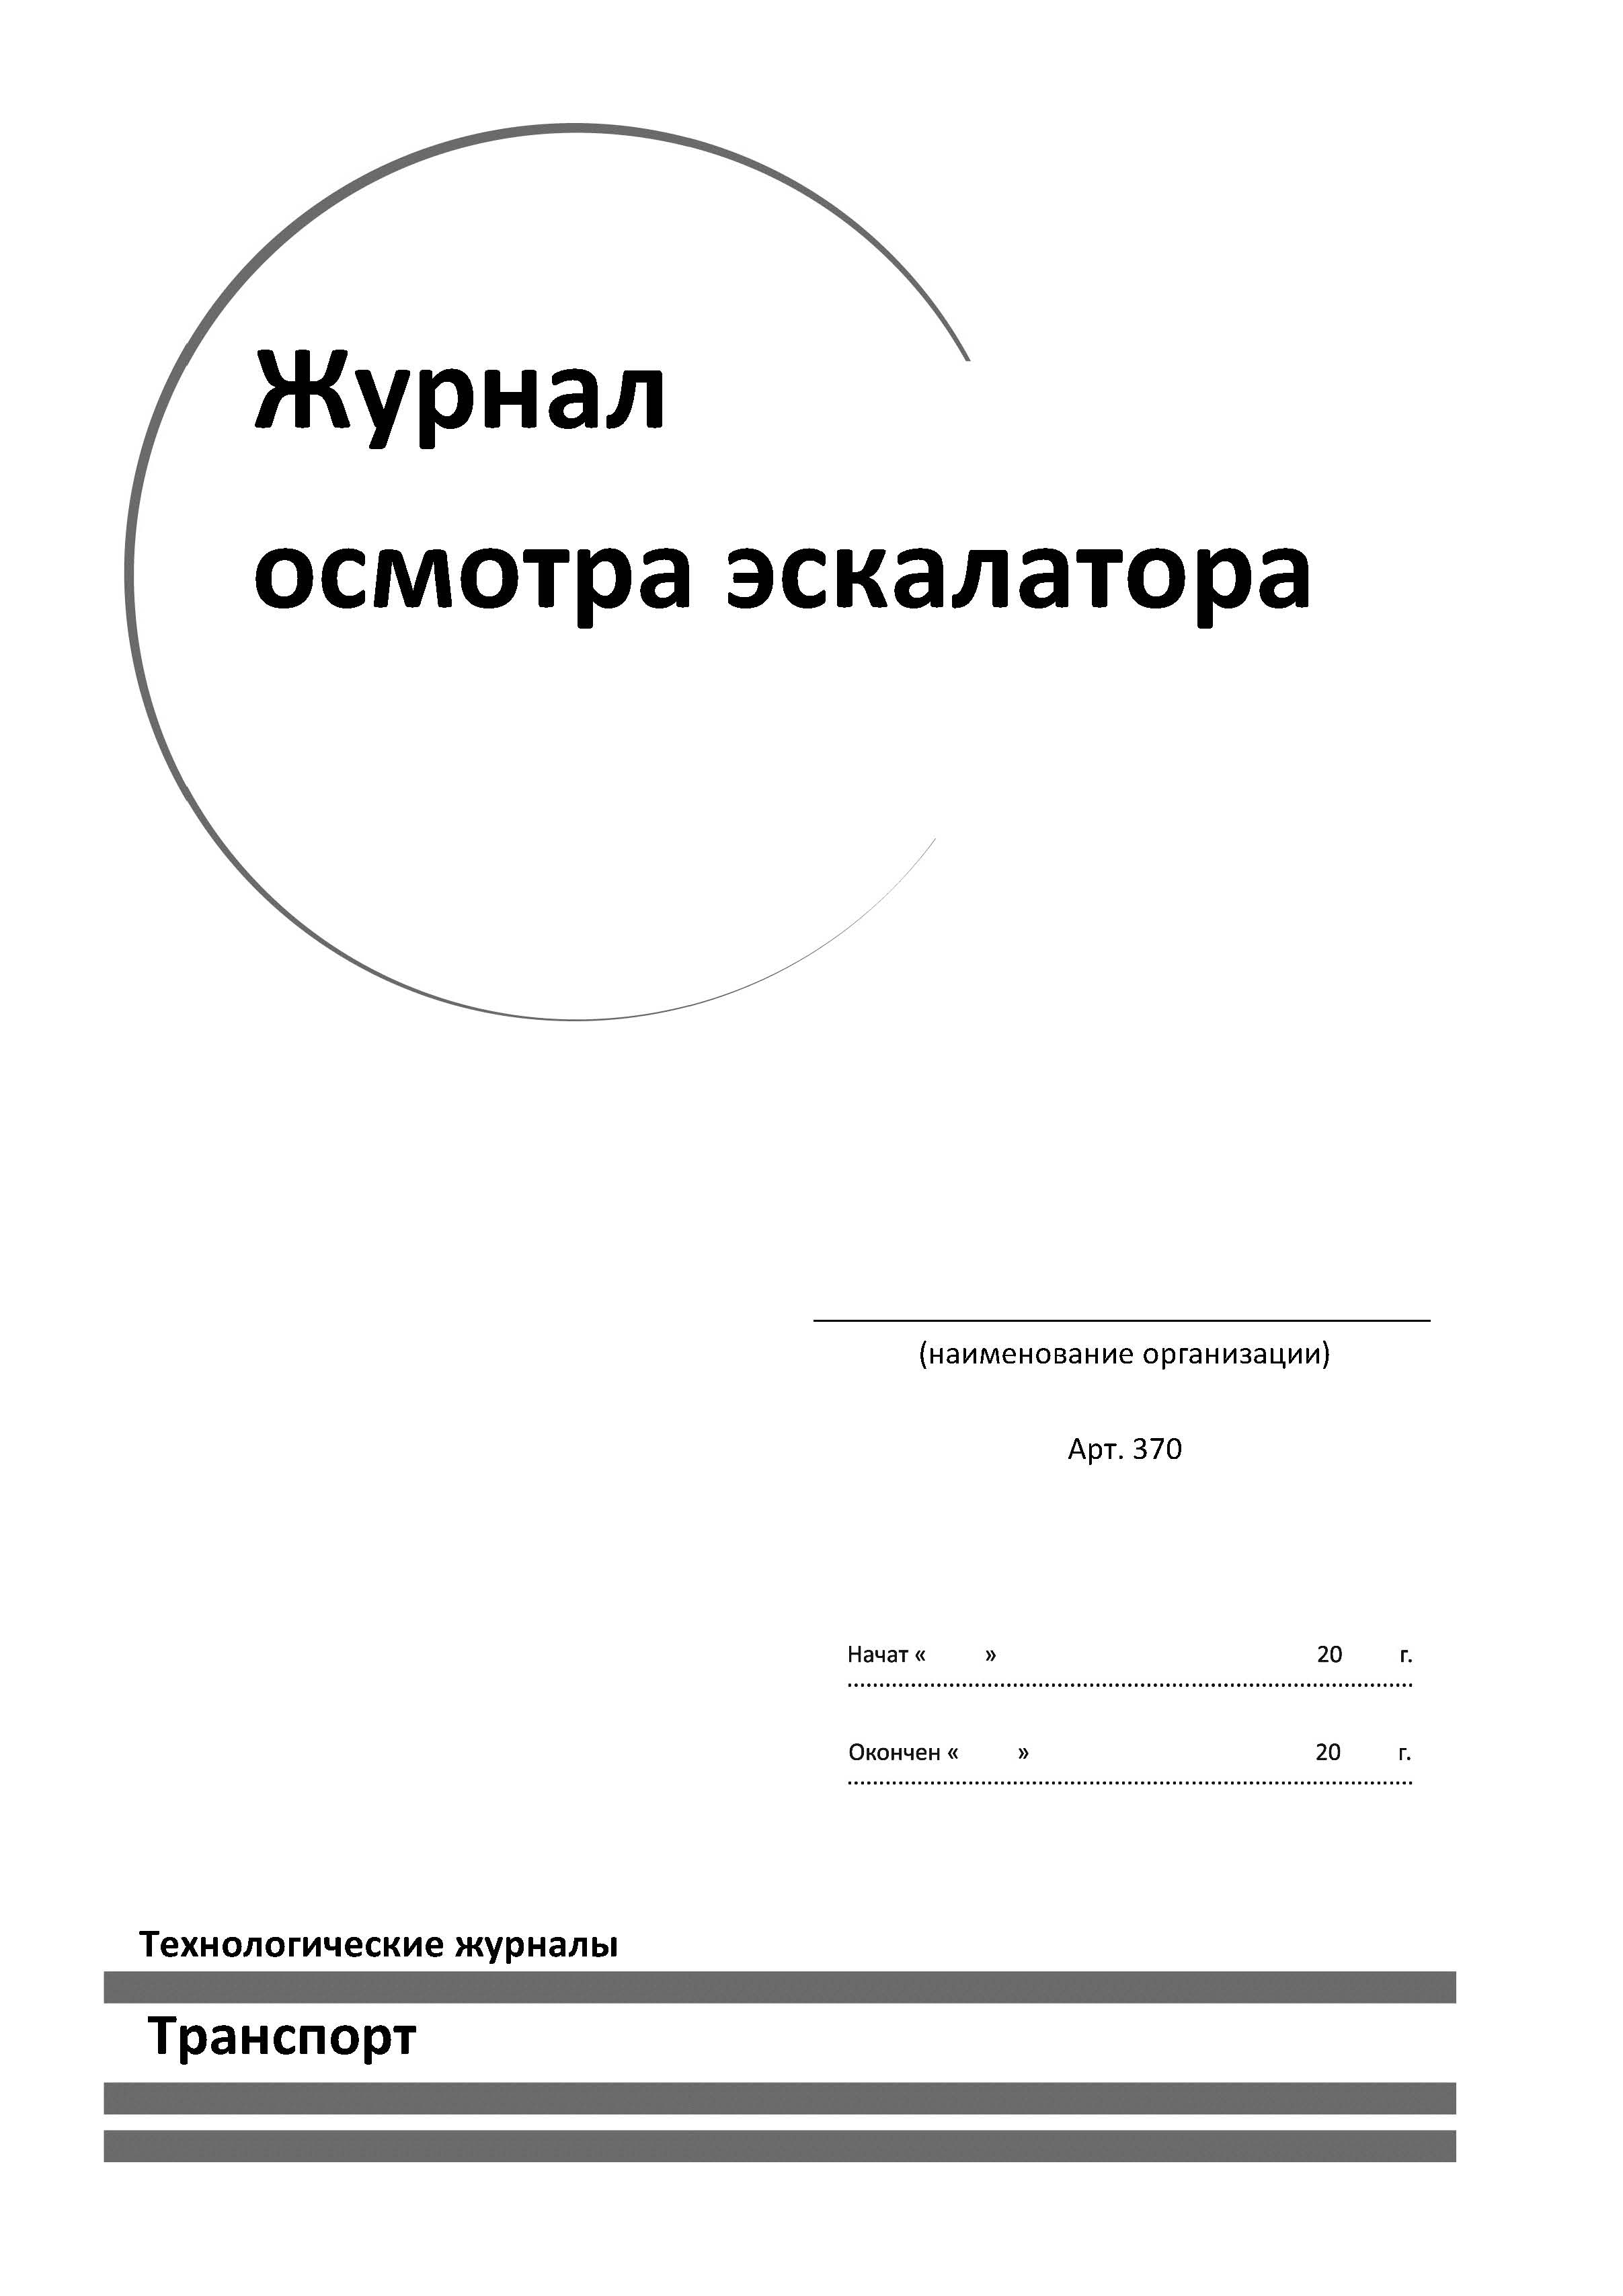 Журнал
осмотра эскалатора
(наименование организации)
Арт. 370
Начат « » 20 г.
Окончен « » 20 г.
Технологические журналы
Транспорт